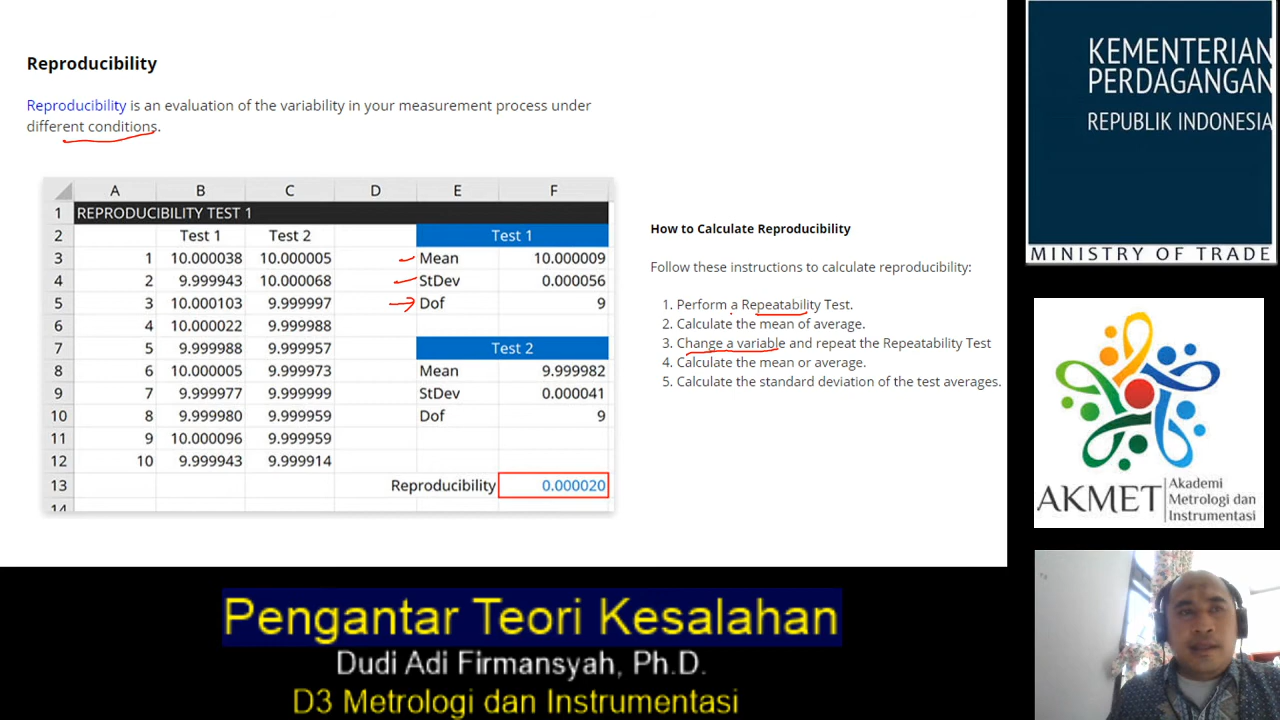 Reproducibility
Reproducibility is an evaluation of the variability in your measurement process under
different conditions.
A B C D E F
1 REPRODUCIBILITY TEST 1
2 Test 1 Test 2 Test 1
3 1 10.000038 10.000005 Mean 10.000009
4 2 9.999943 10.000068 StDev 0.000056
5 3 10.000103 9.999997 Dof 9
6 4 10.000022 9.999988
7 5 9.999988 9.999957 Test 2
8 6 10.000005 9.999973 Mean 9.999982
9 7 9.999977 9.999999 StDev 0.000041
10 8 9.999980 9.999959 Dof 9
11 9 10.000096 9.999959
12 10 9.999943 9.999914
13 Reproducibility 0.000020
14
How to Calculate Reproducibility
Follow these instructions to calculate reproducibility:
1. Perform a Repeatability Test.
2. Calculate the mean of average.
3. Change a variable and repeat the Repeatability Test
4. Calculate the mean or average.
5. Calculate the standard deviation of the test averages.
KEMENTERIAN
PERDAGANGAN
REPUBLIK INDONESIA
MINISTRY OF TRADE
AKMET
Akademi
Metrologi dan
Instrumentasi
Pengantar Teori Kesalahan
Dudi Adi Firmansyah, Ph.D.
D3 Metrologi dan Instrumentasi